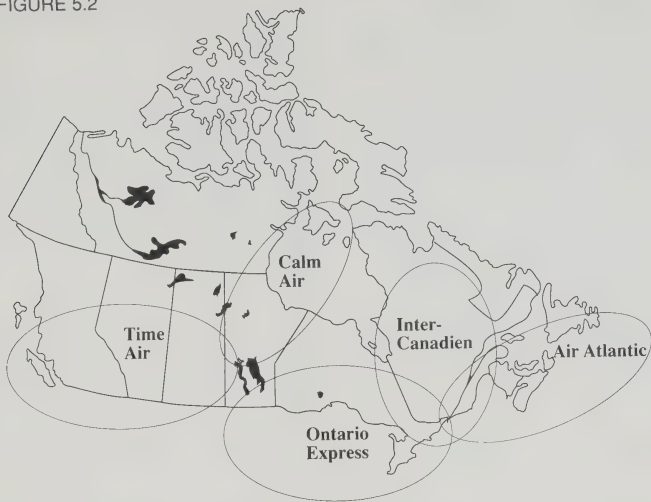 FIGURE 5.2
Calm
Air
Time
Air
Inter-
Canadien
Air Atlantic
Ontario
Express